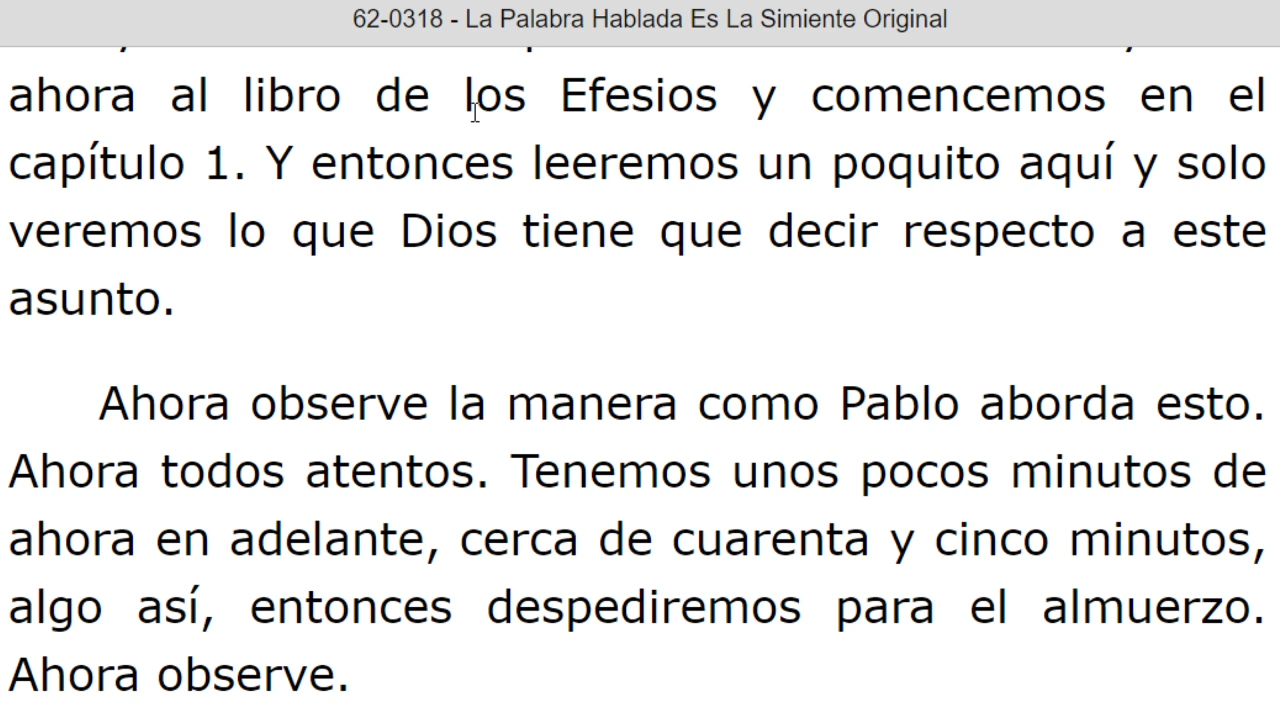 62-0318 - La Palabra Hablada Es La Simiente Original
ahora al libro de los Efesios y comencemos en el
capítulo 1. Y entonces leeremos un poquito aquí y solo
veremos lo que Dios tiene que decir respecto a este
asunto.
Ahora observe la manera como Pablo aborda esto.
Ahora todos atentos. Tenemos unos pocos minutos de
ahora en adelante, cerca de cuarenta y cinco minutos,
algo así, entonces despediremos para el almuerzo.
Ahora observe.